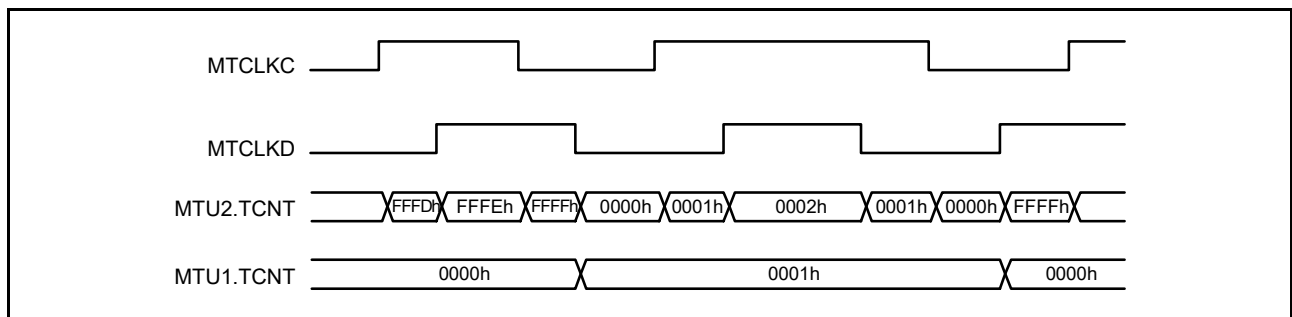 MTCLKC
MTCLKD
MTU2.TCNT FFFDh FFFEh FFFFh 0000h 0001h 0002h 0001h 0000h FFFFh
MTU1.TCNT 0000h 0001h 0000h